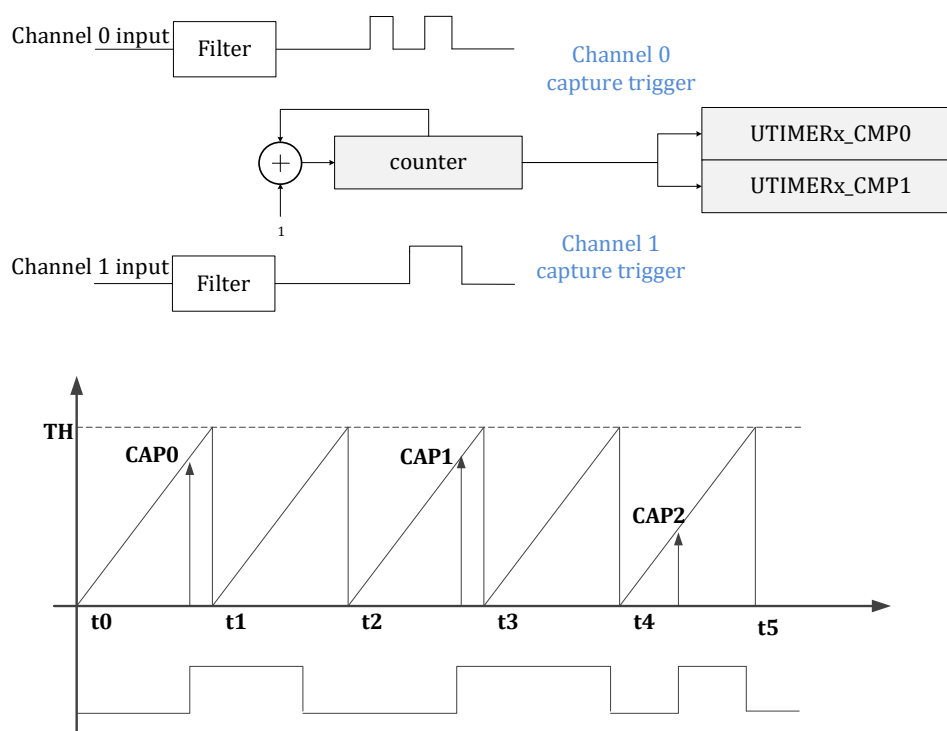 Channel 0 input
Filter
Channel 0
capture trigger
UTIMERx_CMP0
counter
UTIMERx_CMP1
+
1
Channel 1 input
Filter
Channel 1
capture trigger
TH
CAP0
CAP1
CAP2
t0
t1
t2
t3
t4
t5